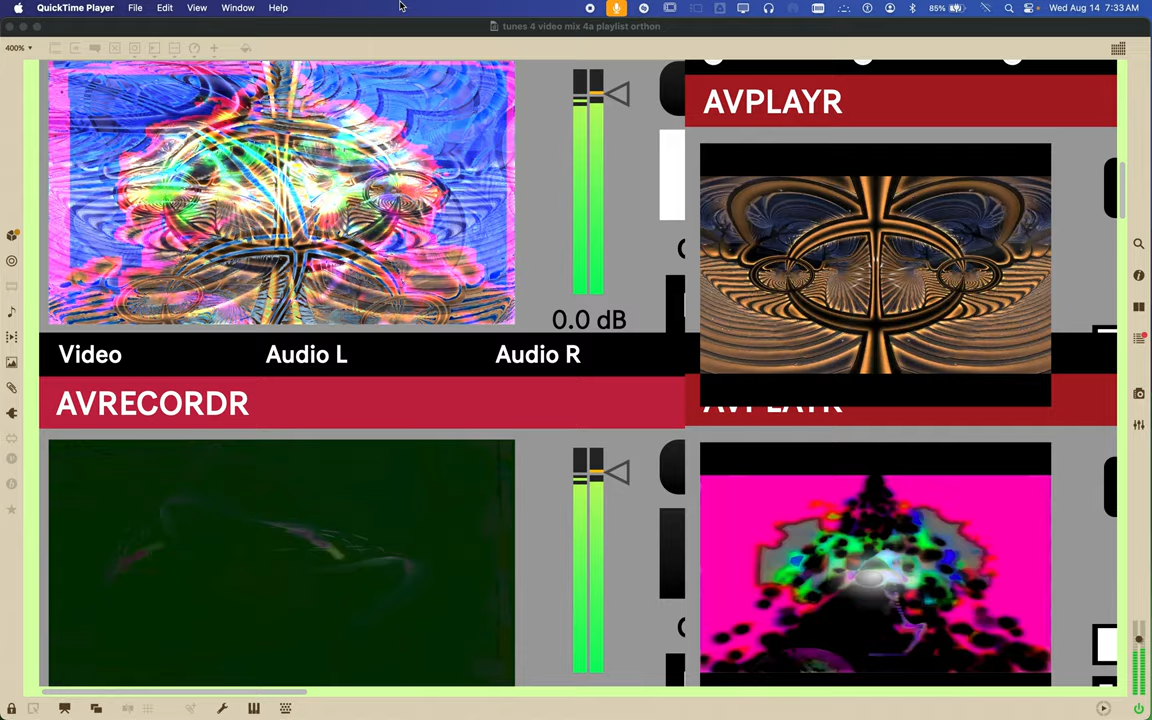 QuickTime Player File Edit View Window Help 85% Wed Aug 14 7:33 AM
tunes 4 video mix 4a playlist orthon
400%
AVPLAYR
0.0 dB
Video Audio L Audio R
AVRECORDR
AVPLAYR